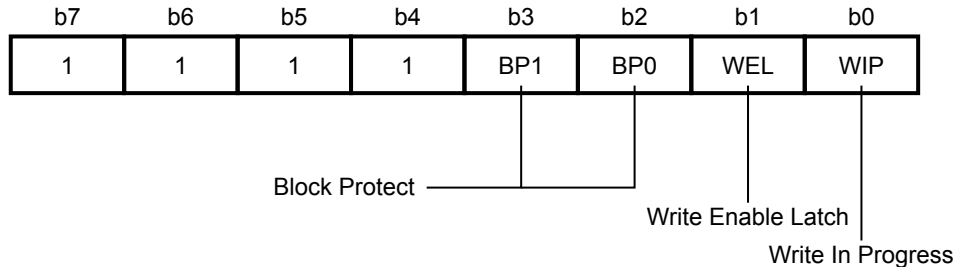 b7 b6 b5 b4 b3 b2 b1 b0
1 1 1 1 BP1 BP0 WEL WIP
Block Protect
Write Enable Latch
Write In Progress